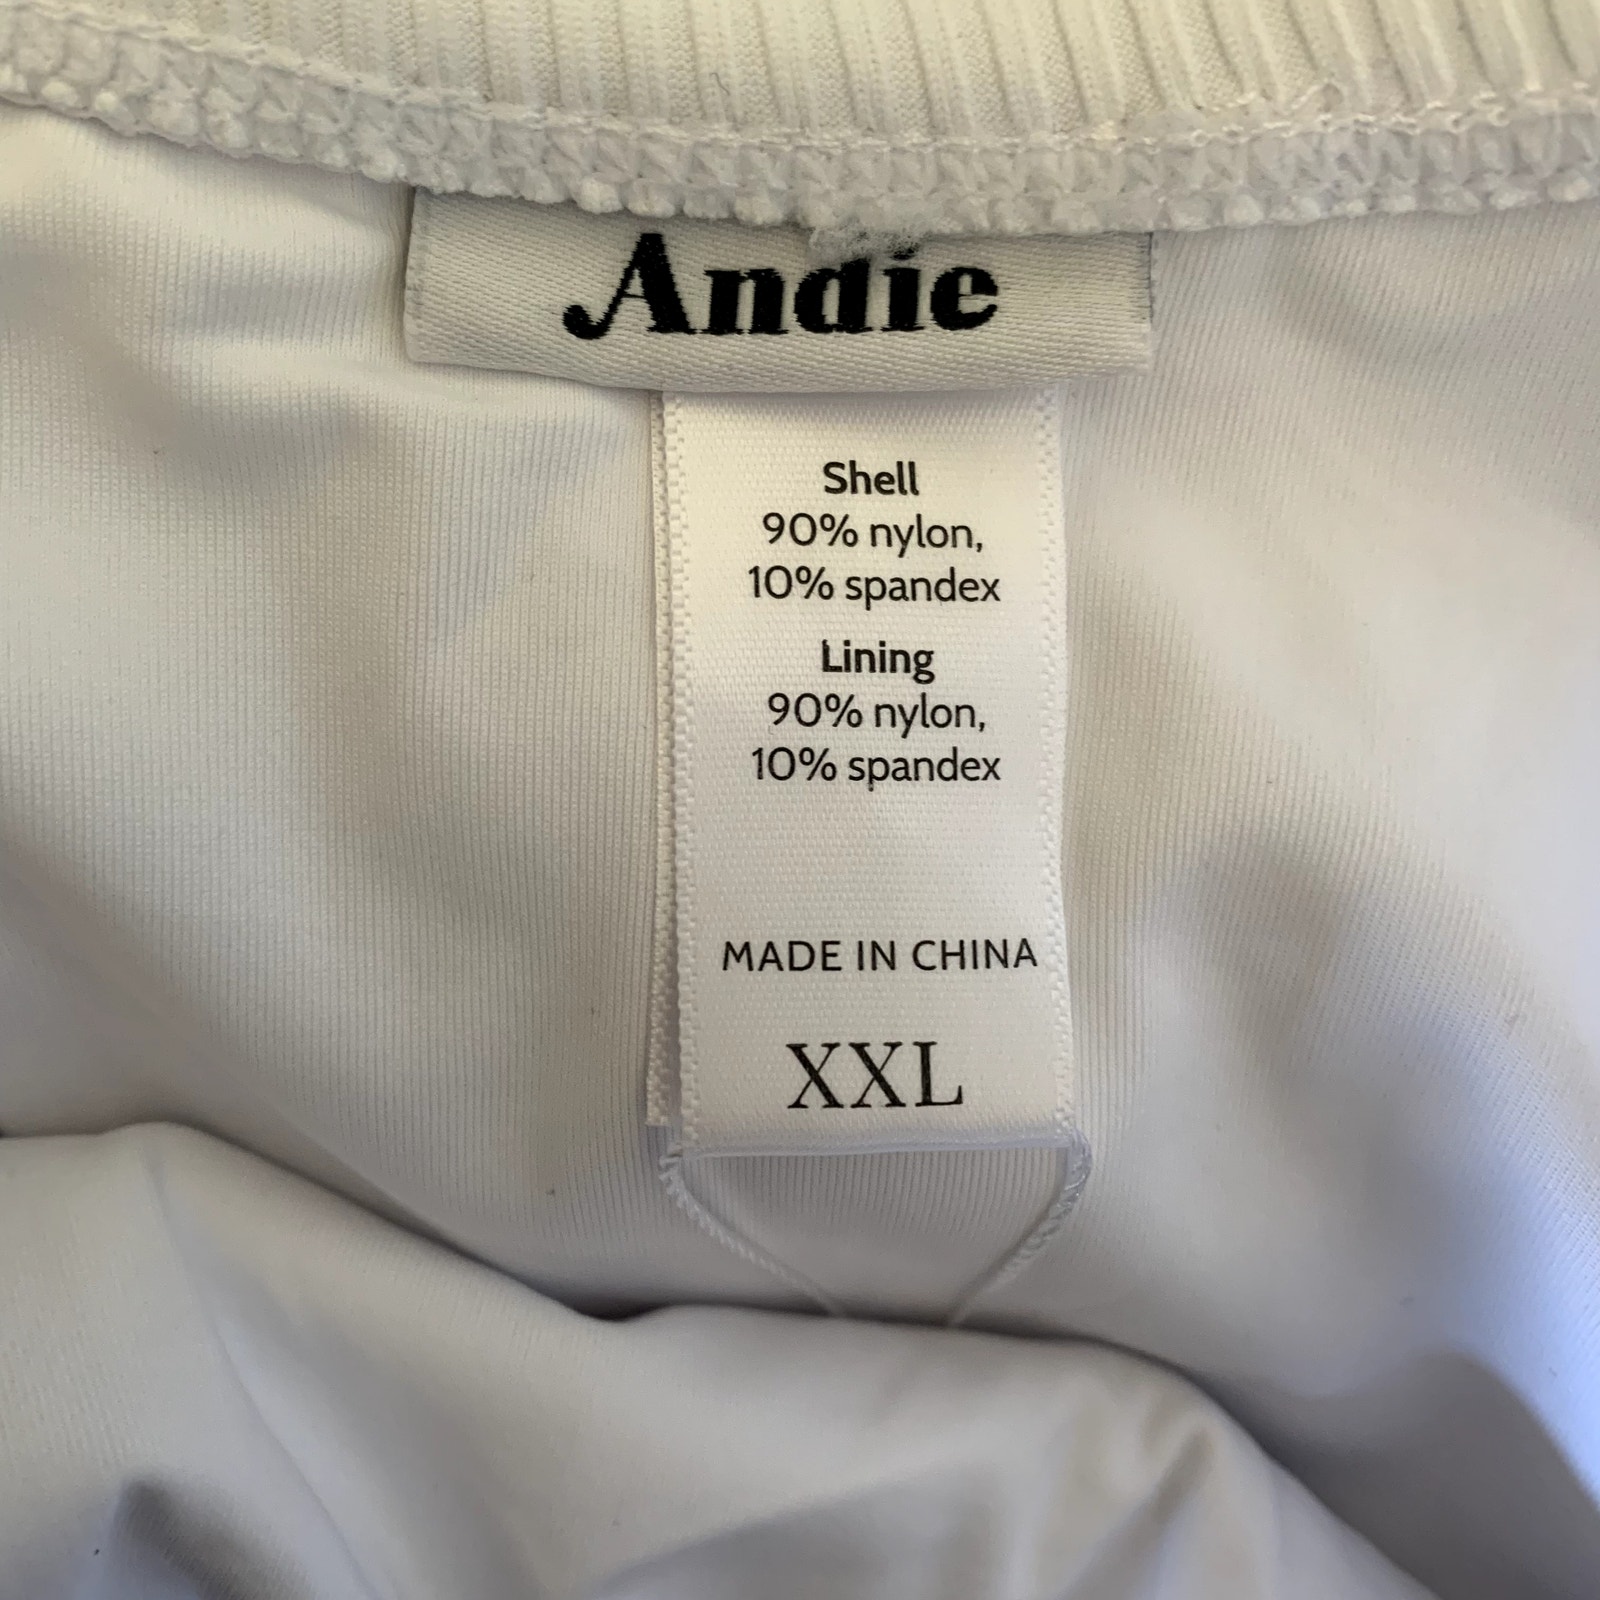 Andie
Shell
90% nylon,
10% spandex
Lining
90% nylon,
10% spandex
MADE IN CHINA
XXL